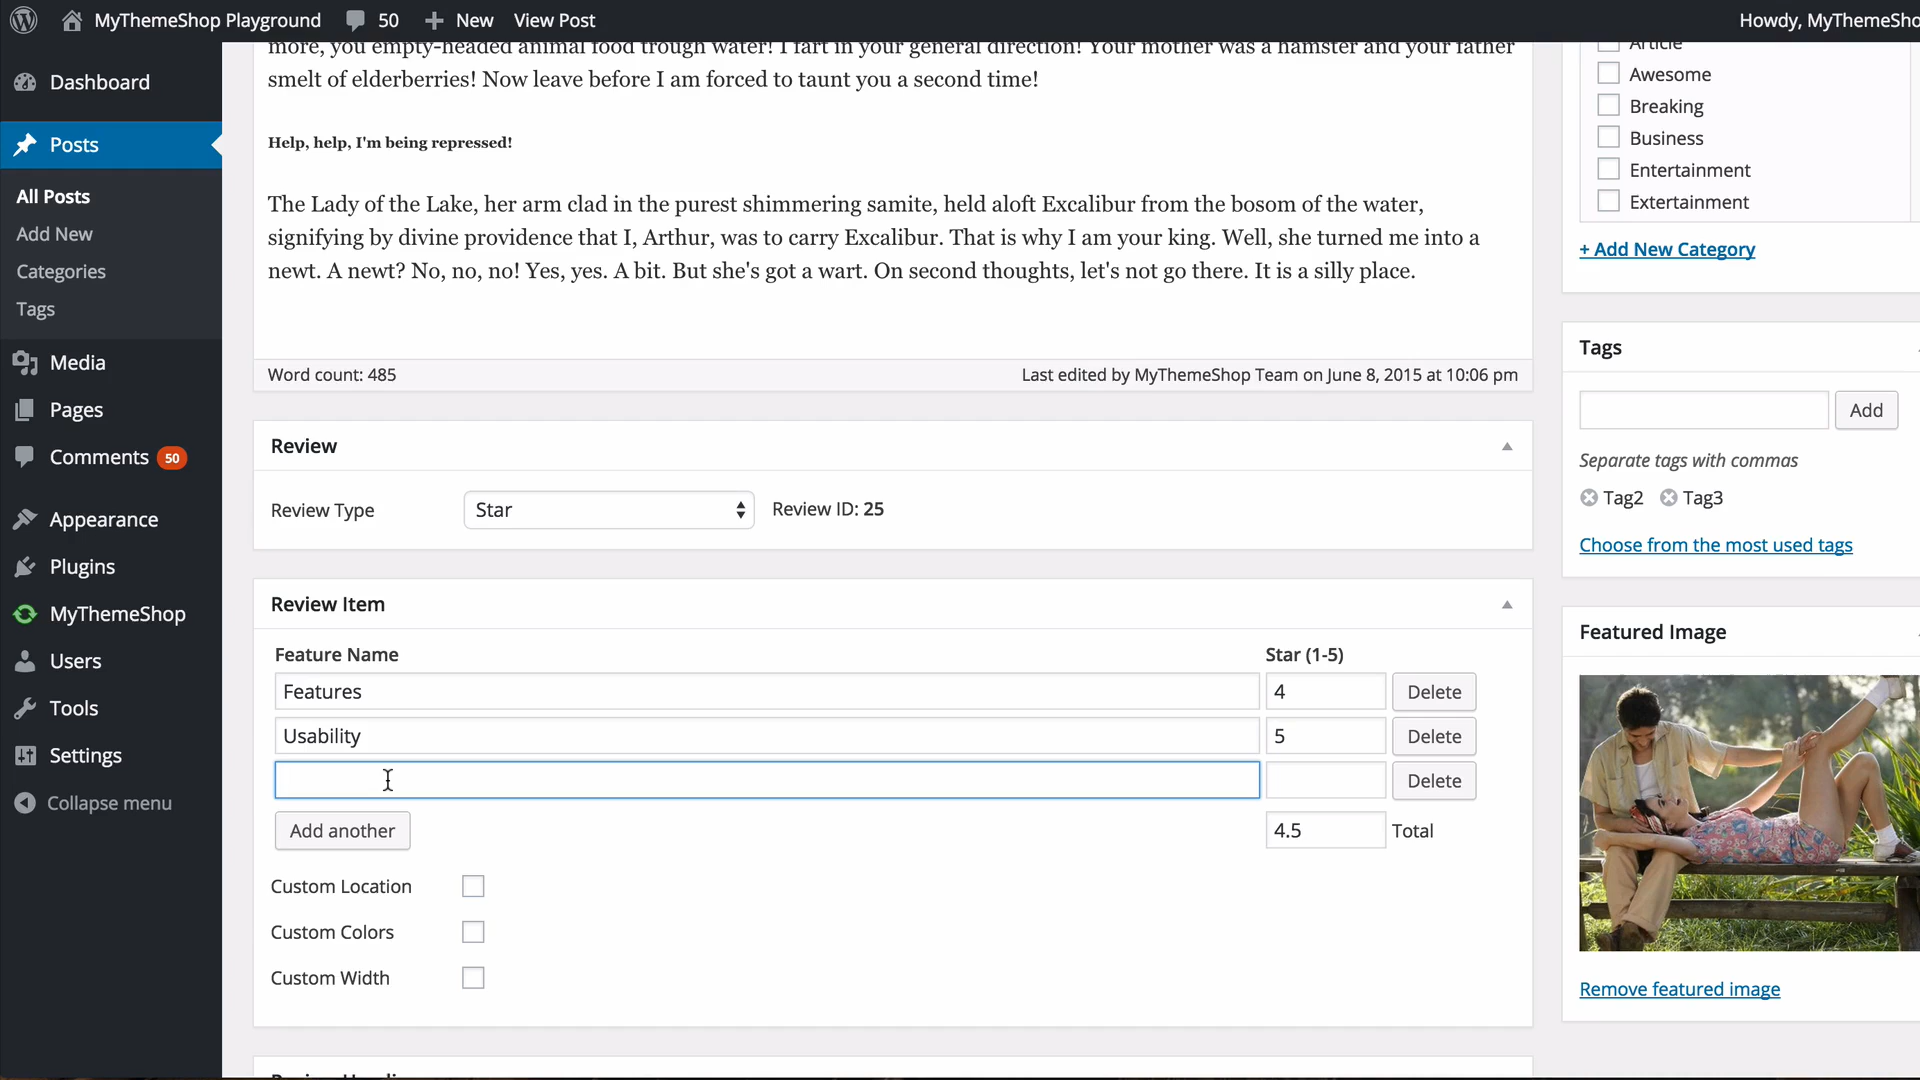 MyThemeShop Playground 50 New View Post Howdy, MyThemeSho
Dashboard
Posts
All Posts
Add New
Categories
Tags
Media
Pages
Comments 50
Appearance
Plugins
MyThemeShop
Users
Tools
Settings
Collapse menu
more, you empty-headed animal food trough water! I fart in your general direction! Your mother was a hamster and your father
smelt of elderberries! Now leave before I am forced to taunt you a second time!
Help, help, I'm being repressed!
The Lady of the Lake, her arm clad in the purest shimmering samite, held aloft Excalibur from the bosom of the water,
signifying by divine providence that I, Arthur, was to carry Excalibur. That is why I am your king. Well, she turned me into a
newt. A newt? No, no, no! Yes, yes. A bit. But she's got a wart. On second thoughts, let's not go there. It is a silly place.
Word count: 485 Last edited by MyThemeShop Team on June 8, 2015 at 10:06 pm
Review
Review Type Star Review ID: 25
Review Item
Feature Name Star (1-5)
Features 4 Delete
Usability 5 Delete
Delete
Add another 4.5 Total
Custom Location
Custom Colors
Custom Width
Article
Awesome
Breaking
Business
Entertainment
Extertainment
+ Add New Category
Tags
Add
Separate tags with commas
Tag2 Tag3
Choose from the most used tags
Featured Image
Remove featured image